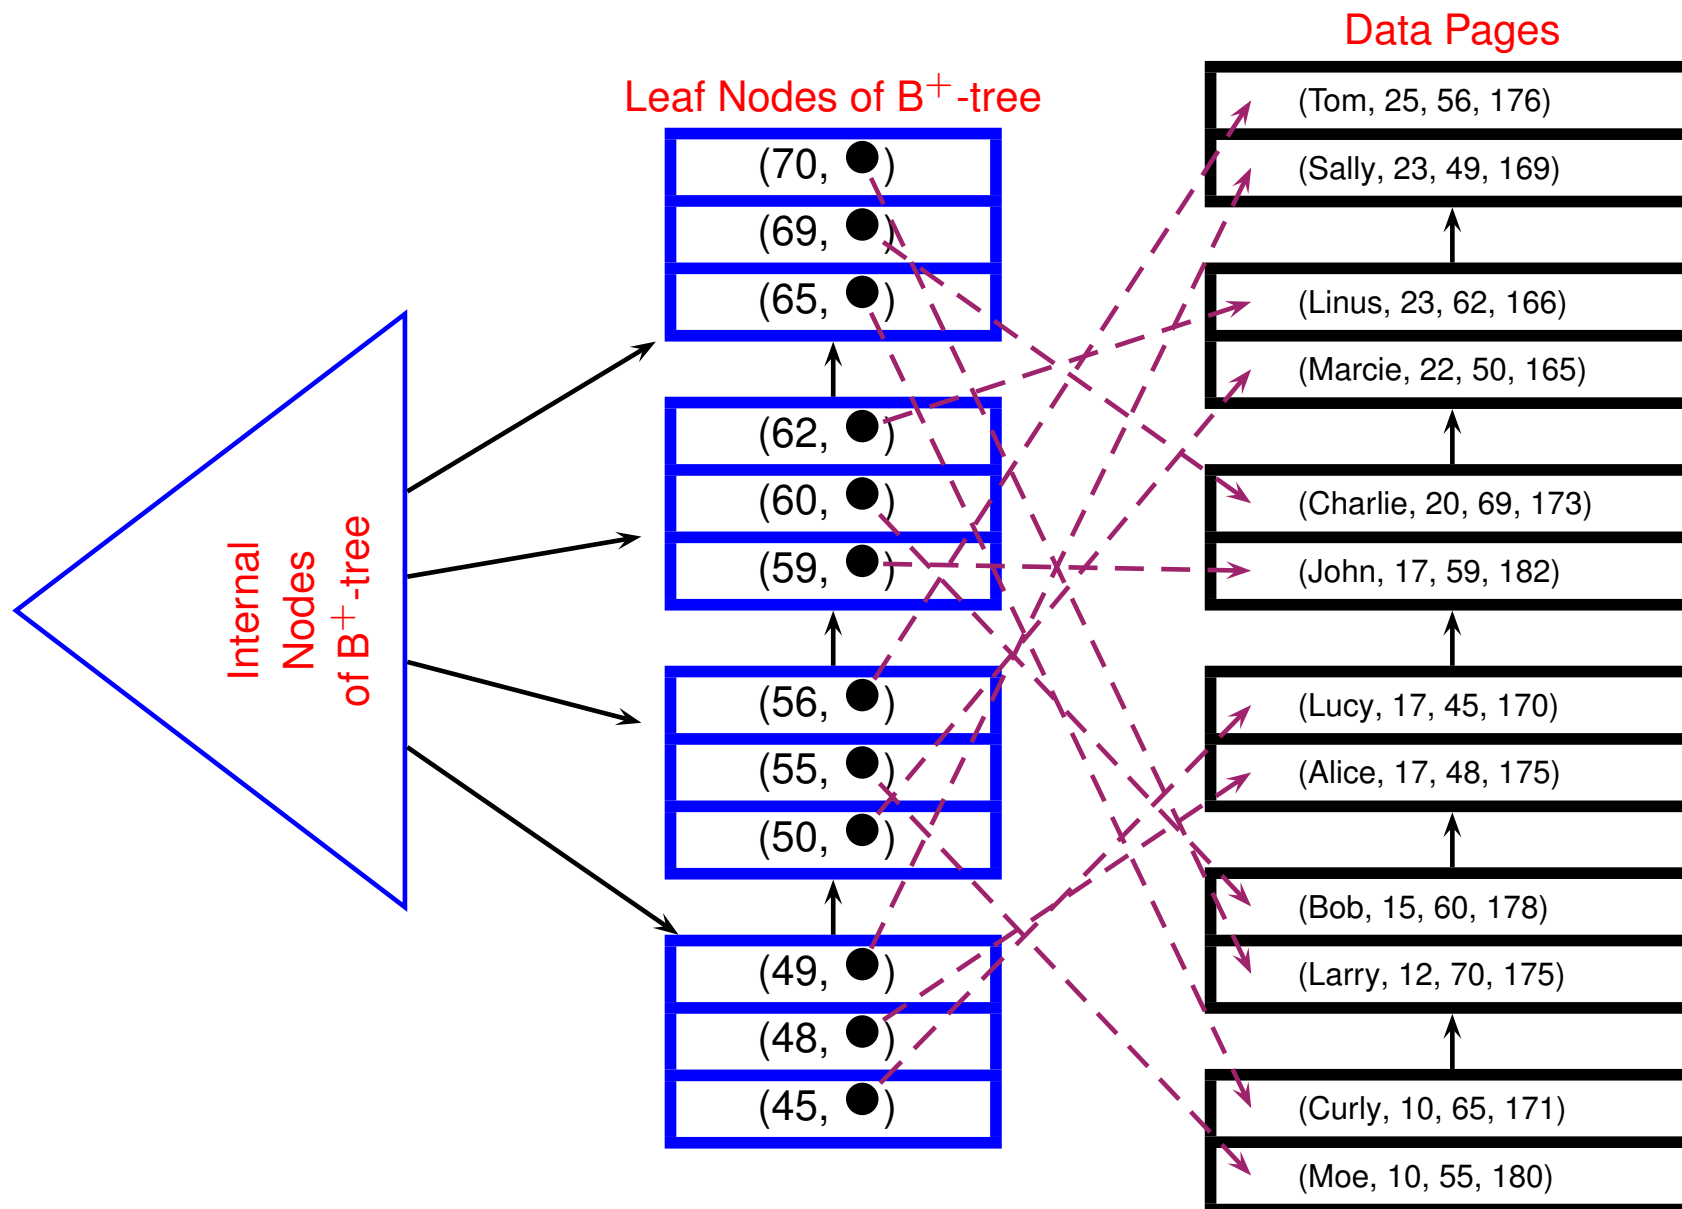 Internal
Nodes
of B+-tree
Leaf Nodes of B+-tree
(70, ●)
(69, ●)
(65, ●)
(62, ●)
(60, ●)
(59, ●)
(56, ●)
(55, ●)
(50, ●)
(49, ●)
(48, ●)
(45, ●)
Data Pages
(Tom, 25, 56, 176)
(Sally, 23, 49, 169)
(Linus, 23, 62, 166)
(Marcie, 22, 50, 165)
(Charlie, 20, 69, 173)
(John, 17, 59, 182)
(Lucy, 17, 45, 170)
(Alice, 17, 48, 175)
(Bob, 15, 60, 178)
(Larry, 12, 70, 175)
(Curly, 10, 65, 171)
(Moe, 10, 55, 180)